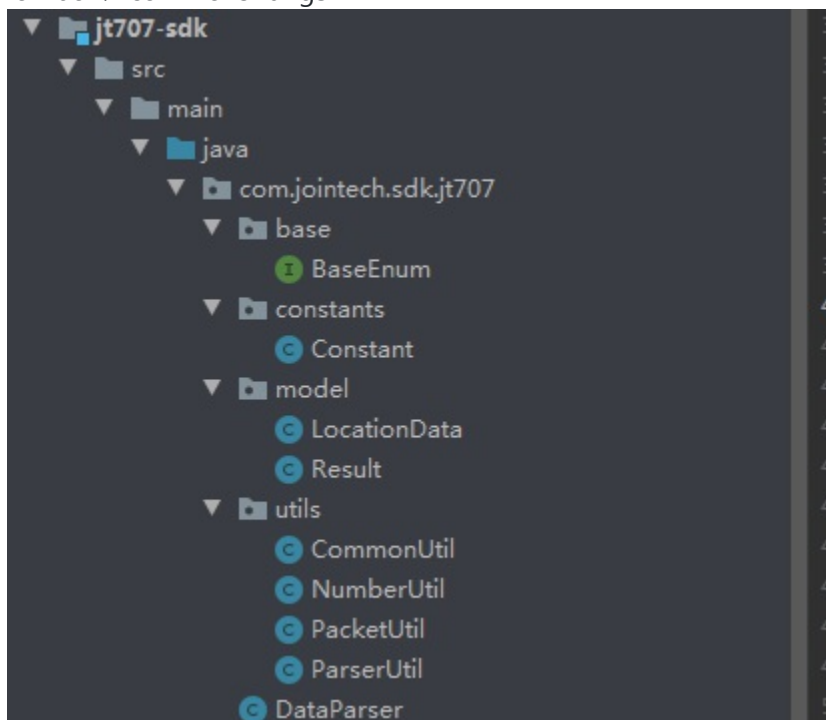 jt707-sdk
src
main
java
com.jointech.sdk.jt707
base
BaseEnum
constants
Constant
model
LocationData
Result
utils
CommonUtil
NumberUtil
PacketUtil
ParserUtil
DataParser